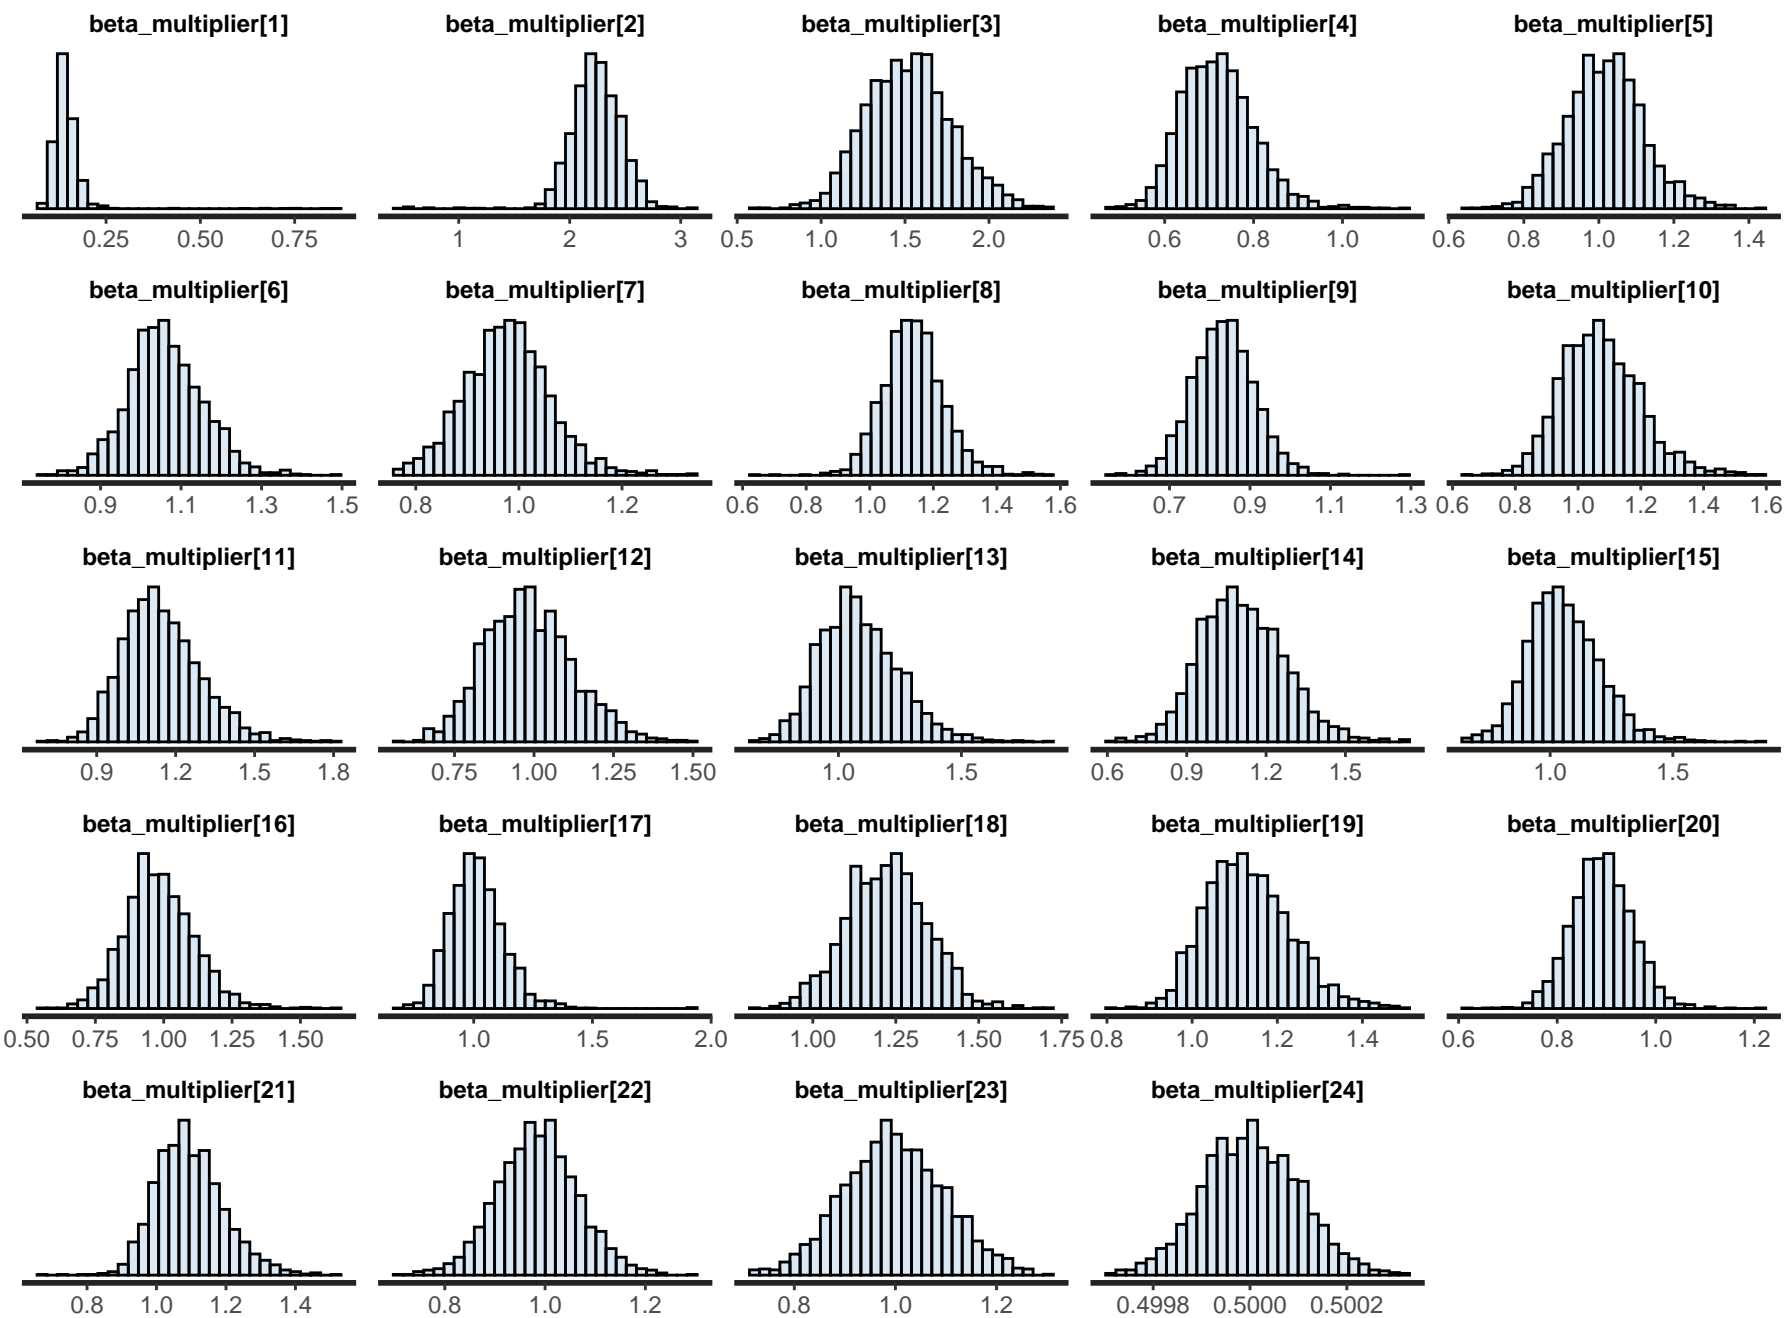 beta_multiplier[1] beta_multiplier[2] beta_multiplier[3] beta_multiplier[4] beta_multiplier[5]
0.25 0.50 0.75 1 2 3 0.5 1.0 1.5 2.0 0.6 0.8 1.0 0.6 0.8 1.0 1.2 1.4
beta_multiplier[6] beta_multiplier[7] beta_multiplier[8] beta_multiplier[9] beta_multiplier[10]
0.9 1.1 1.3 1.5 0.8 1.0 1.2 0.6 0.8 1.0 1.2 1.4 1.6 0.7 0.9 1.1 1.3 0.6 0.8 1.0 1.2 1.4 1.6
beta_multiplier[11] beta_multiplier[12] beta_multiplier[13] beta_multiplier[14] beta_multiplier[15]
0.9 1.2 1.5 1.8 0.75 1.00 1.25 1.50 1.0 1.5 0.6 0.9 1.2 1.5 1.0 1.5
beta_multiplier[16] beta_multiplier[17] beta_multiplier[18] beta_multiplier[19] beta_multiplier[20]
0.50 0.75 1.00 1.25 1.50 1.0 1.5 2.0 1.00 1.25 1.50 1.75 0.8 1.0 1.2 1.4 0.6 0.8 1.0 1.2
beta_multiplier[21] beta_multiplier[22] beta_multiplier[23] beta_multiplier[24]
0.8 1.0 1.2 1.4 0.8 1.0 1.2 0.8 1.0 1.2 0.4998 0.5000 0.5002